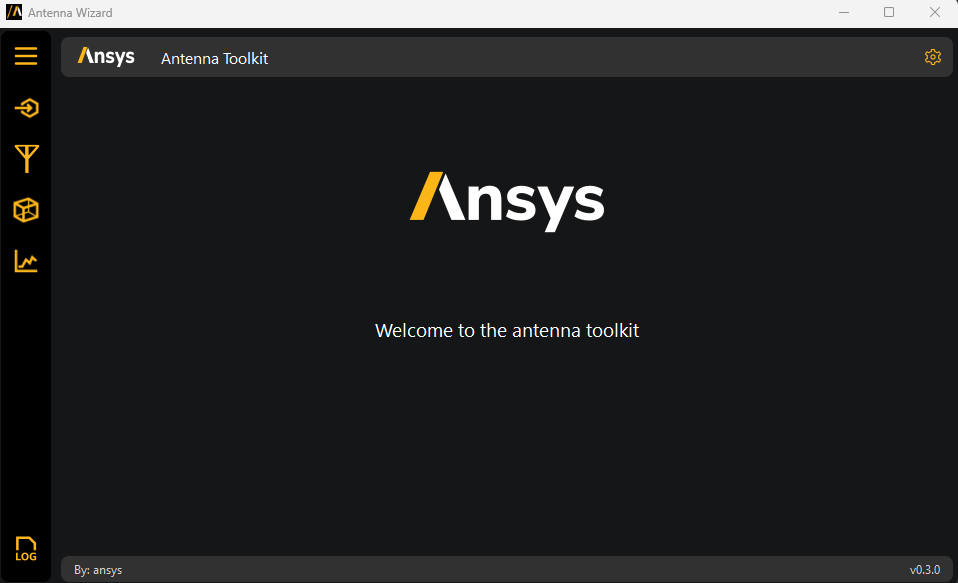 Antenna Wizard
Ansys
Antenna Toolkit
Ansys
Welcome to the antenna toolkit
LOG
By: ansys
v0.3.0